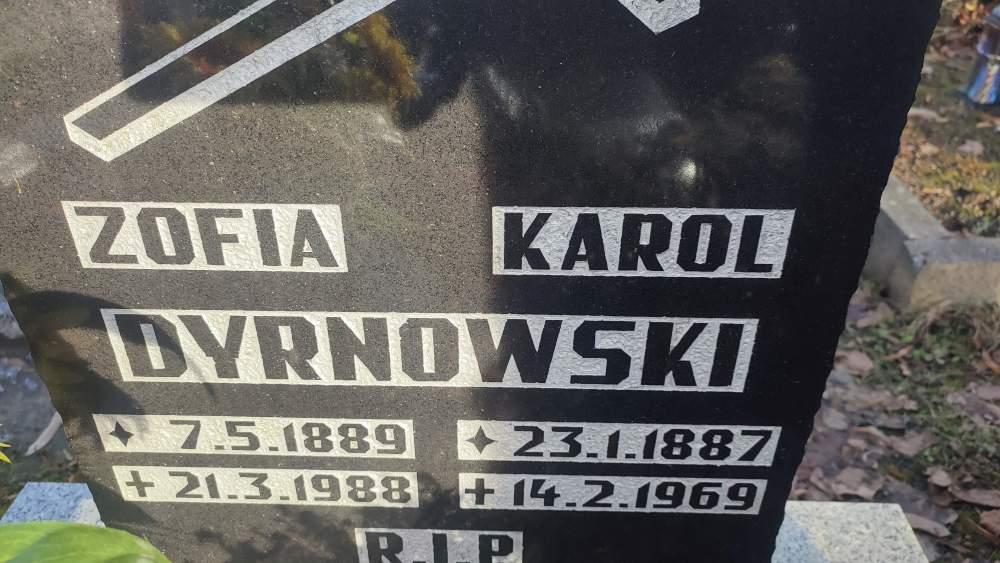 ZOFIA KAROL
DYRNOWSKI
✦ 7.5.1889 ✦ 23.1.1887
+ 21.3.1988 + 14.2.1969
R.I.P